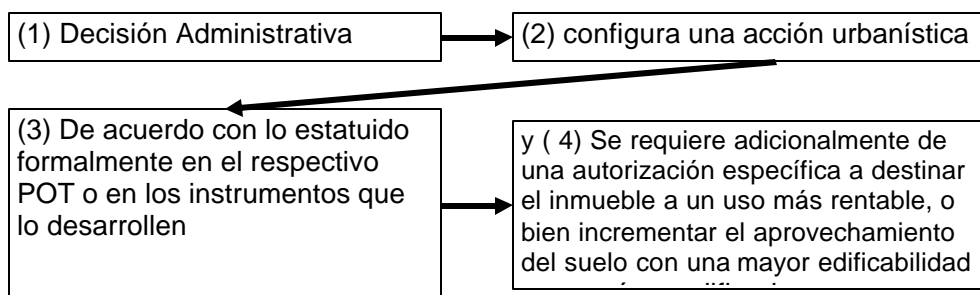 (1) Decisión Administrativa
(2) configura una acción urbanística
(3) De acuerdo con lo estatuido
formalmente en el respectivo
POT o en los instrumentos que
lo desarrollen
y ( 4) Se requiere adicionalmente de
una autorización específica a destinar
el inmueble a un uso más rentable, o
bien incrementar el aprovechamiento
del suelo con una mayor edificabilidad